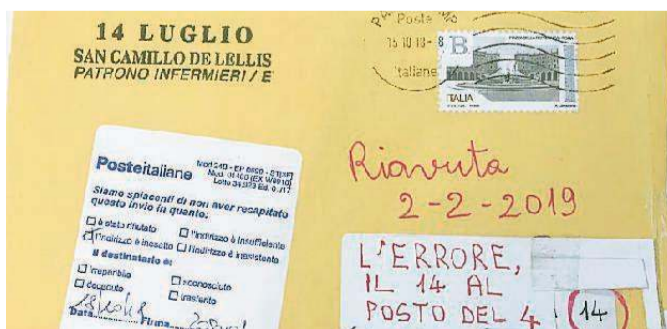 14 LUGLIO
SAN CAMILLO DE LELLIS
PATRONO INFERMIERI / E
Poste
15 10 18 - 8
italiane
B
ITALIA
Posteitaliane
Siamo spiacenti di non aver recapitato
questo invio in quanto:
è stato rifiutato
l'indirizzo è insufficiente
l'indirizzo è inesatto
l'indirizzo è inesistente
il destinatario è:
irreperibile
sconosciuto
deceduto
trasferito
Data
Firma
Riavuta
2-2-2019
L'ERRORE,
IL 14 AL
POSTO DEL 4
14